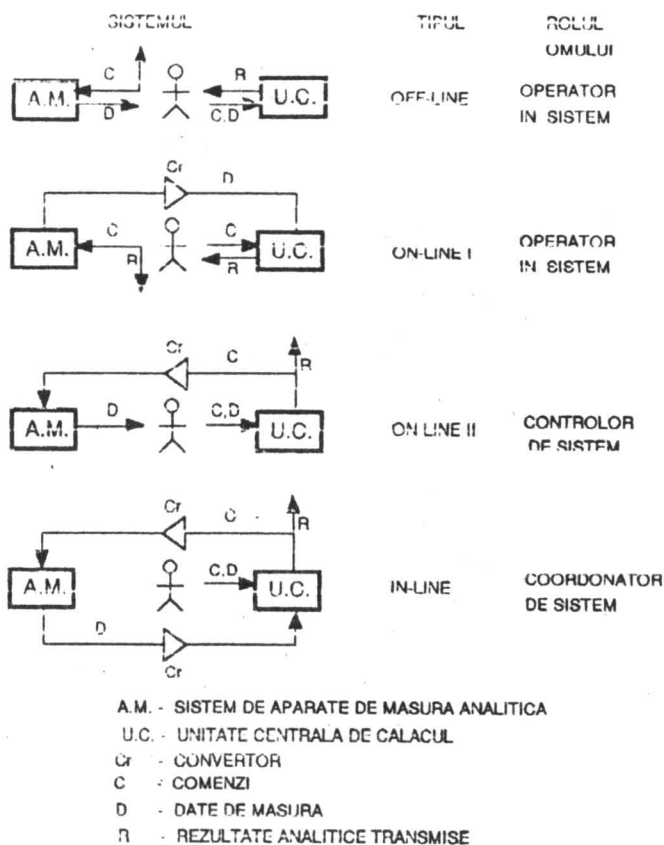 SISTEMUL TIPUL ROLUL
OMULUI
C R
A.M. U.C. OFF-LINE OPERATOR
D C,D IN SISTEM
Cr D
C C
A.M. U.C. ON-LINE I OPERATOR
R R IN SISTEM
Cr C R
D C,D
A.M. U.C. ON LINE II CONTROLOR
DE SISTEM
Cr C R
C,D
A.M. U.C. IN-LINE COORDONATOR
DE SISTEM
D
Cr
A.M. - SISTEM DE APARATE DE MASURA ANALITICA
U.C. - UNITATE CENTRALA DE CALACUL
Cr - CONVERTOR
C - COMENZI
D - DATE DE MASURA
R - REZULTATE ANALITICE TRANSMISE